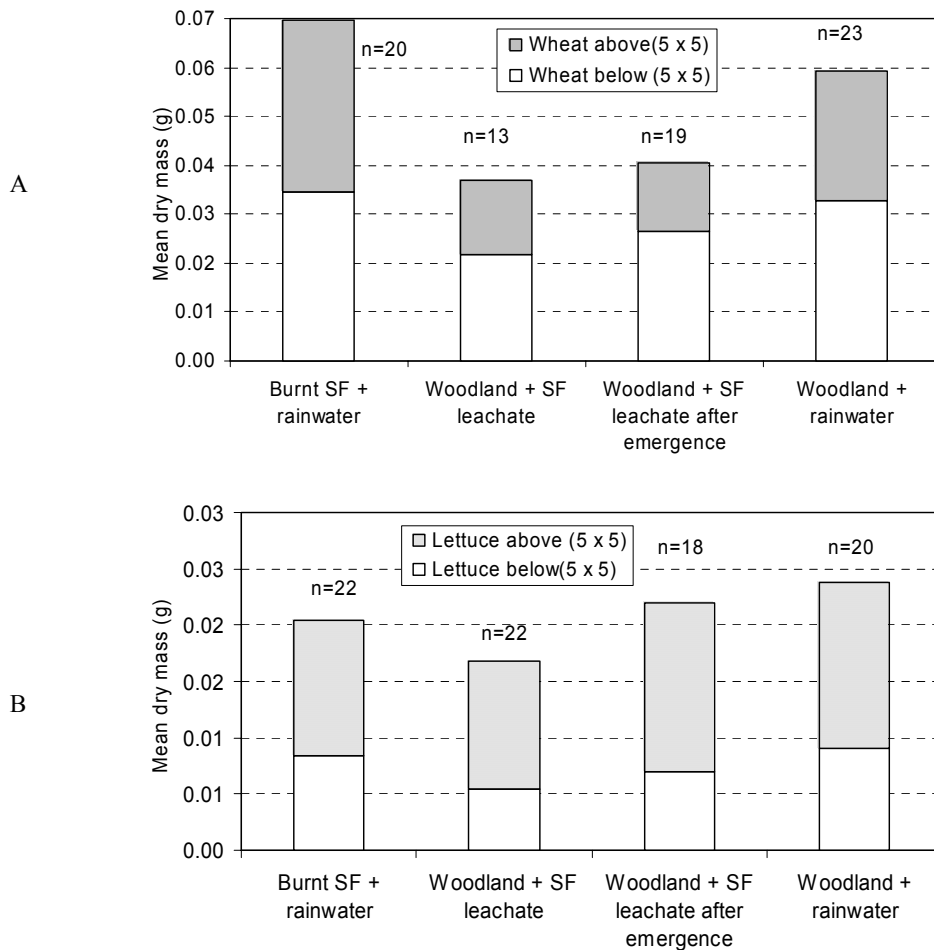 A
Mean dry mass (g)
0.07
0.06
0.05
0.04
0.03
0.02
0.01
0.00
Wheat above(5 x 5)
Wheat below (5 x 5)
n=20
n=13
n=19
n=23
Burnt SF +
rainwater
Woodland + SF
leachate
Woodland + SF
leachate after
emergence
Woodland +
rainwater
B
Mean dry mass (g)
0.03
0.03
0.02
0.02
0.01
0.01
0.00
Lettuce above (5 x 5)
Lettuce below(5 x 5)
n=22
n=22
n=18
n=20
Burnt SF +
rainwater
Woodland + SF
leachate
Woodland + SF
leachate after
emergence
Woodland +
rainwater